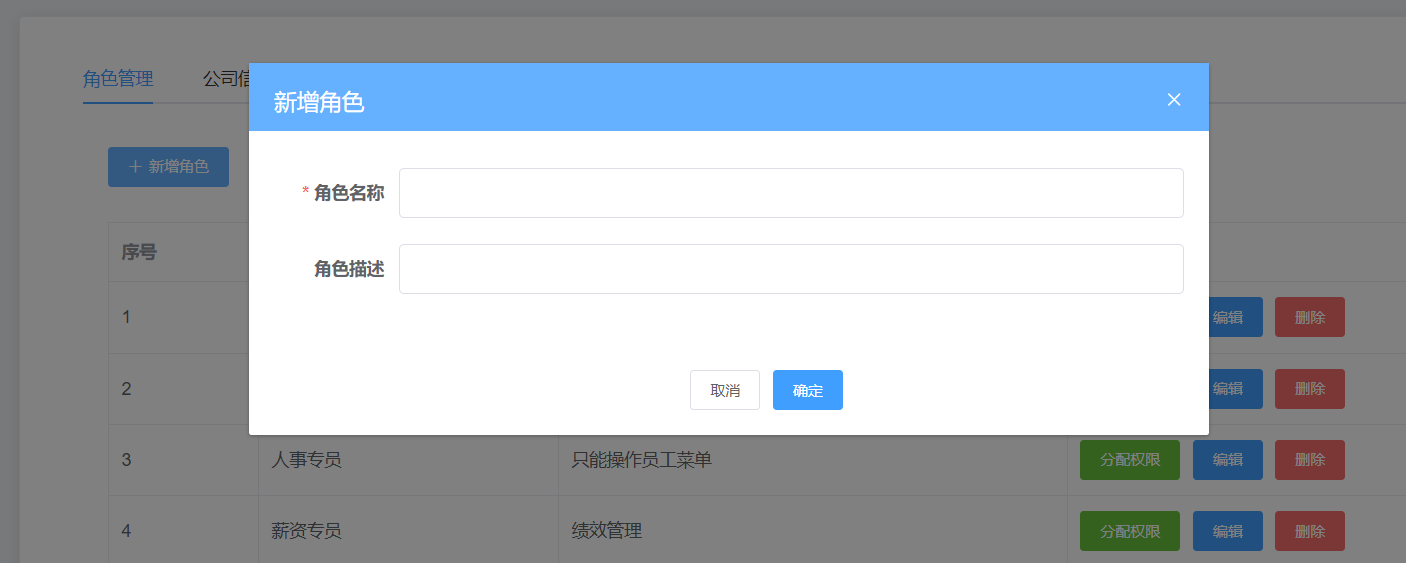 角色管理 公司信
新增角色 ×
+ 新增角色
* 角色名称
角色描述
序号
1 编辑 删除
2 编辑 删除
取消 确定
3 人事专员 只能操作员工菜单 分配权限 编辑 删除
4 薪资专员 绩效管理 分配权限 编辑 删除